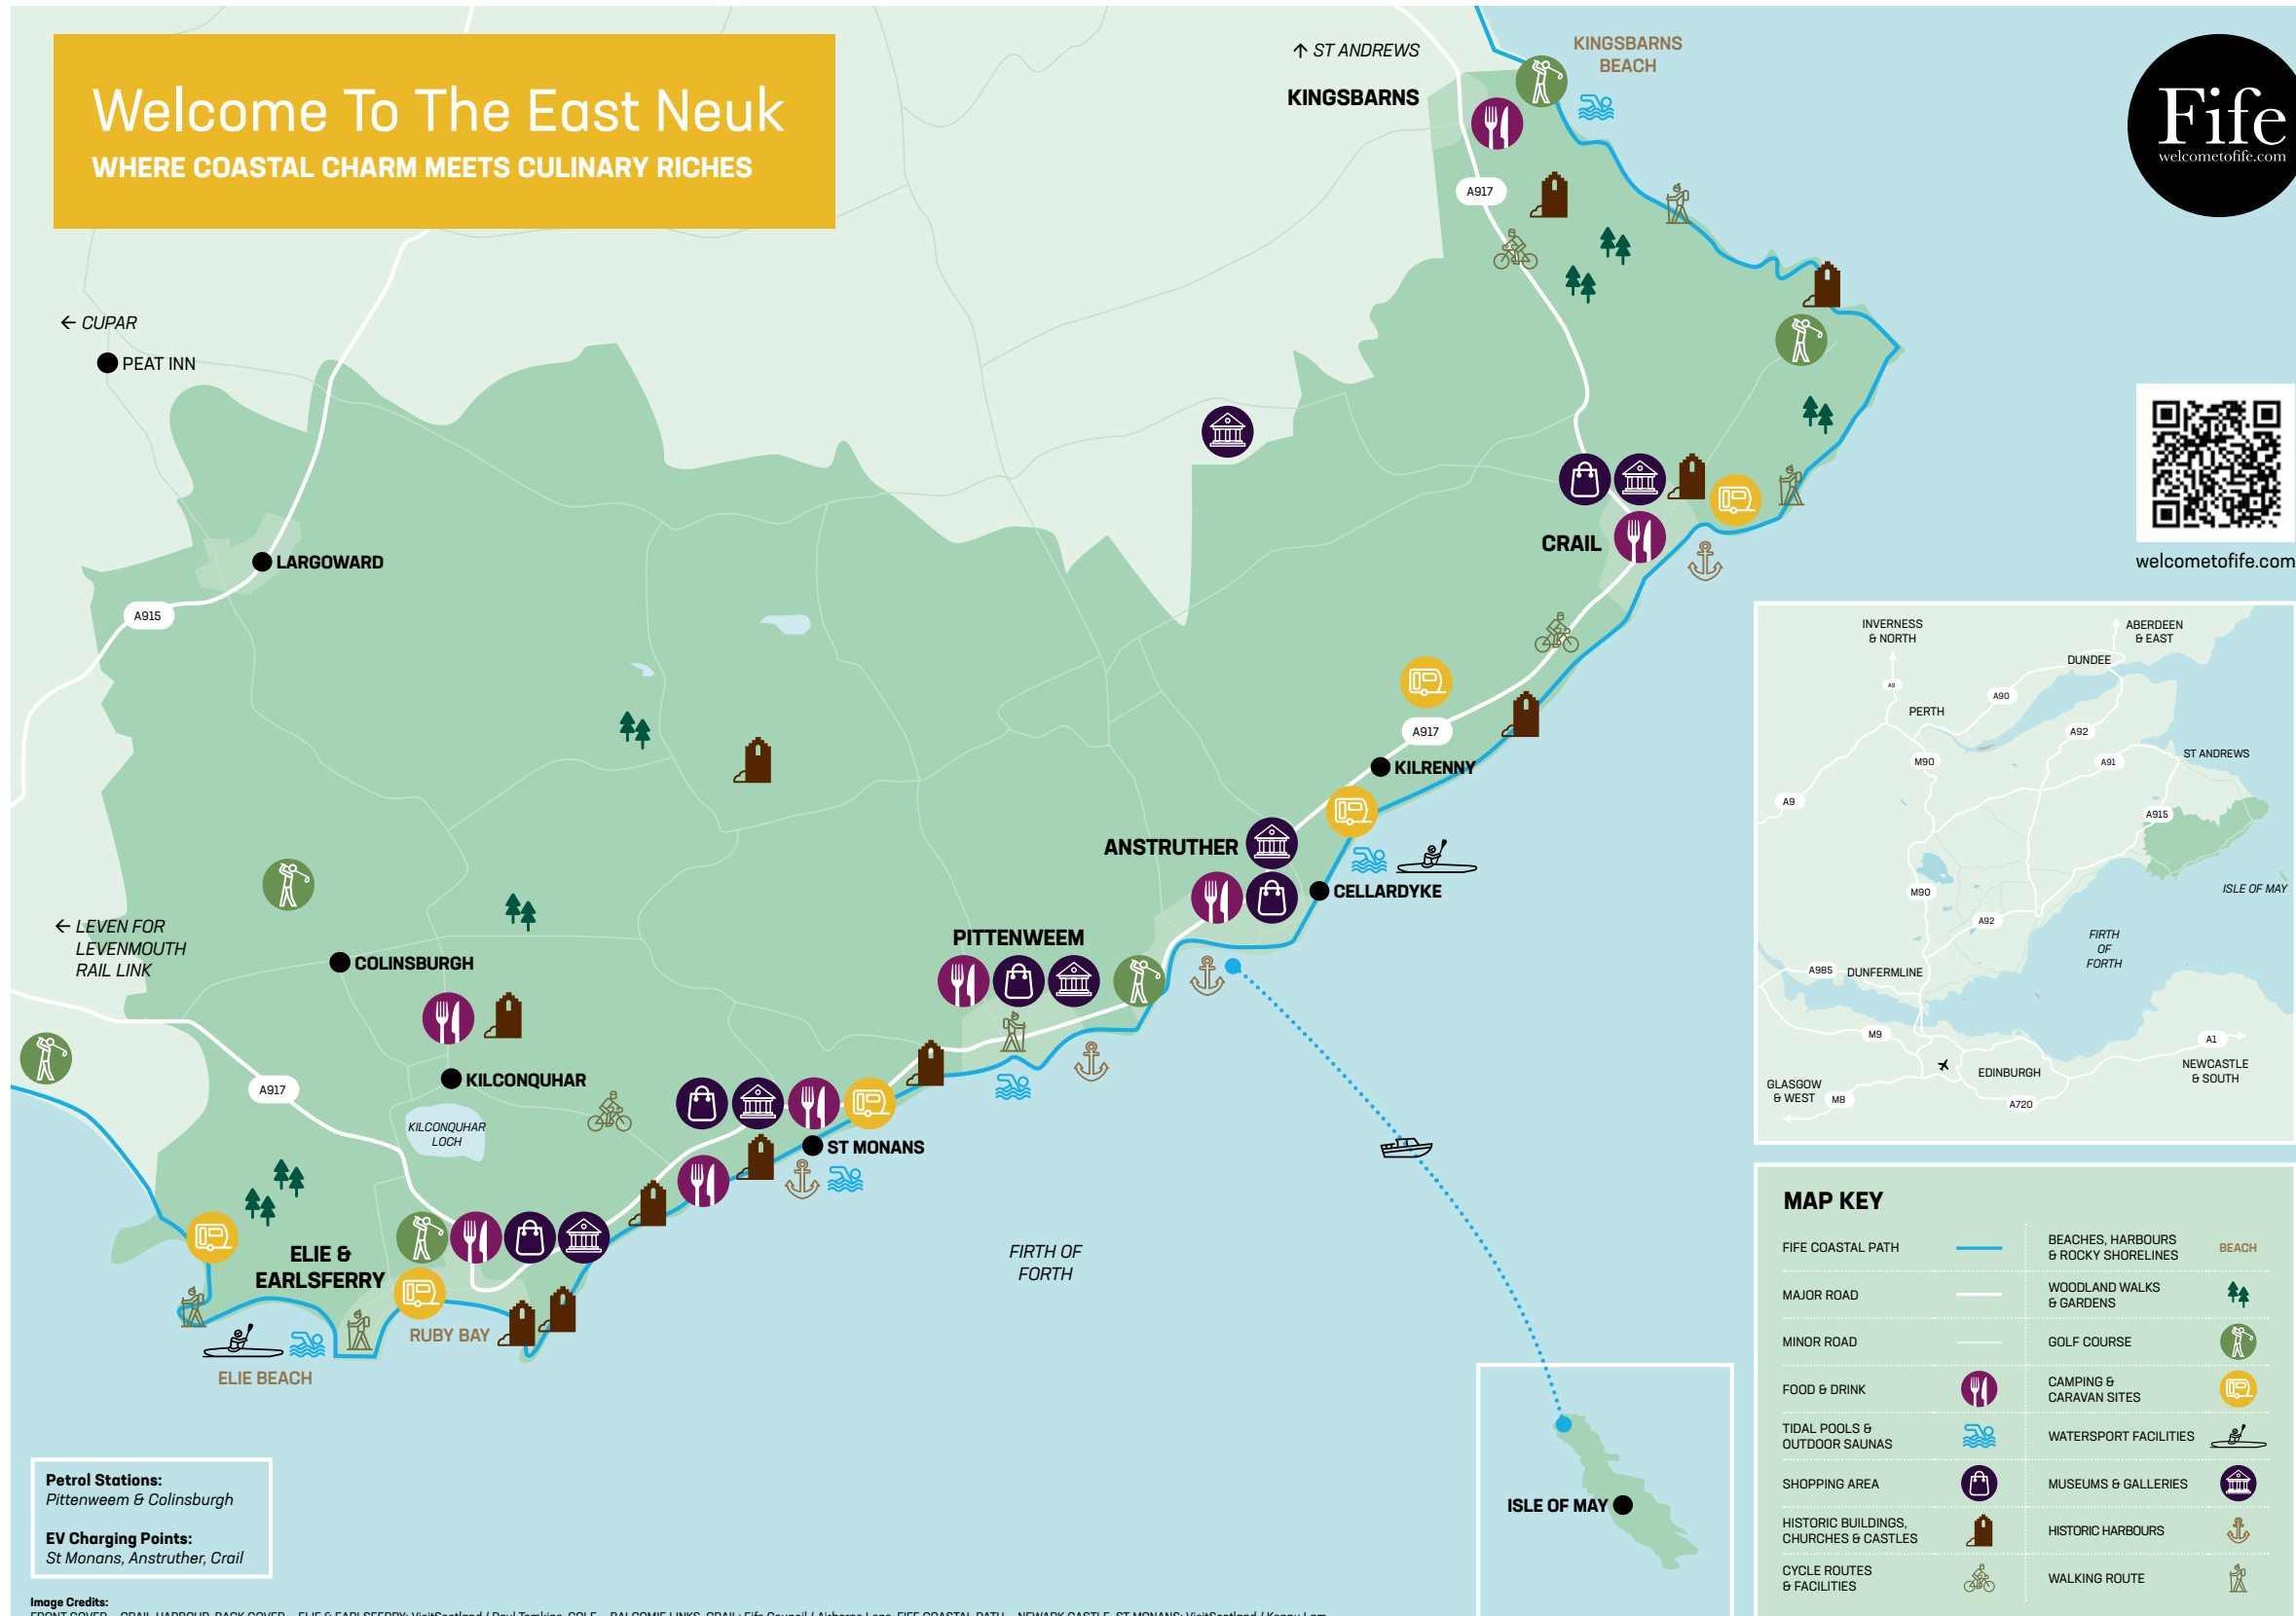 Welcome To The East Neuk
WHERE COASTAL CHARM MEETS CULINARY RICHES
↑ ST ANDREWS
KINGSBARNS
KINGSBARNS
BEACH
Fife
welcometofife.com
A917
← CUPAR
PEAT INN
LARGOWARD
A915
CRAIL
welcometofife.com
A917
KILRENNY
ANSTRUTHER
CELLARDYKE
PITTENWEEM
← LEVEN FOR
LEVENMOUTH
RAIL LINK
COLINSBURGH
KILCONQUHAR
A917
KILCONQUHAR
LOCH
ST MONANS
ELIE &
EARLSFERRY
RUBY BAY
ELIE BEACH
FIRTH OF
FORTH
ISLE OF MAY
INVERNESS
& NORTH
ABERDEEN
& EAST
DUNDEE
A9
A90
PERTH
A92
ST ANDREWS
M90
A91
A9
A915
M90
ISLE OF MAY
A92
FIRTH
OF
FORTH
A985
DUNFERMLINE
M9
A1
EDINBURGH
NEWCASTLE
& SOUTH
GLASGOW
& WEST
M8
A720
MAP KEY
FIFE COASTAL PATH
BEACHES, HARBOURS
& ROCKY SHORELINES
BEACH
MAJOR ROAD
WOODLAND WALKS
& GARDENS
MINOR ROAD
GOLF COURSE
FOOD & DRINK
CAMPING &
CARAVAN SITES
TIDAL POOLS &
OUTDOOR SAUNAS
WATERSPORT FACILITIES
SHOPPING AREA
MUSEUMS & GALLERIES
HISTORIC BUILDINGS,
CHURCHES & CASTLES
HISTORIC HARBOURS
CYCLE ROUTES
& FACILITIES
WALKING ROUTE
Petrol Stations:
Pittenweem & Colinsburgh
EV Charging Points:
St Monans, Anstruther, Crail
Image Credits: